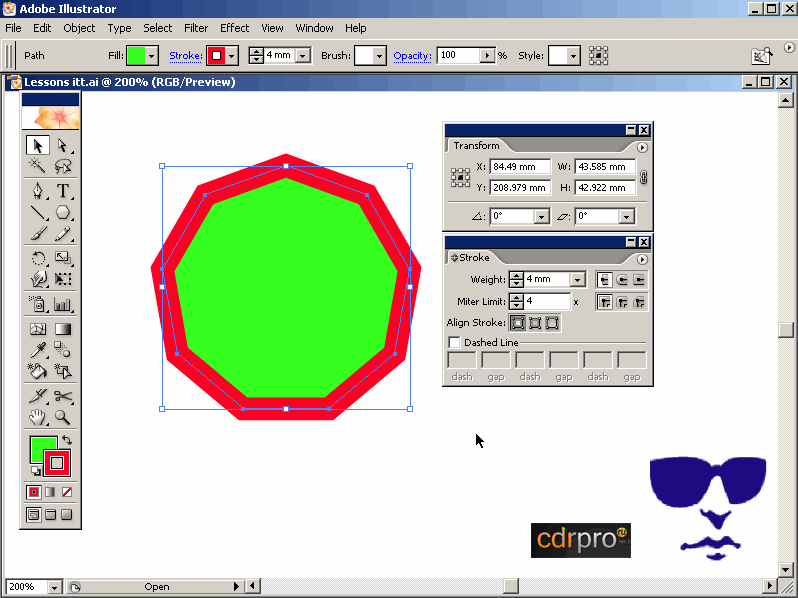 Adobe Illustrator
File Edit Object Type Select Filter Effect View Window Help
Path Fill: Stroke: 4 mm Brush: Opacity: 100 % Style:
Lessons itt.ai @ 200% (RGB/Preview)
Transform
X: 84.49 mm W: 43.585 mm
Y: 208.979 mm H: 42.922 mm
0° 0°
Stroke
Weight: 4 mm
Miter Limit: 4 x
Align Stroke:
Dashed Line
dash gap dash gap dash gap
T
cdrpro
200% Open